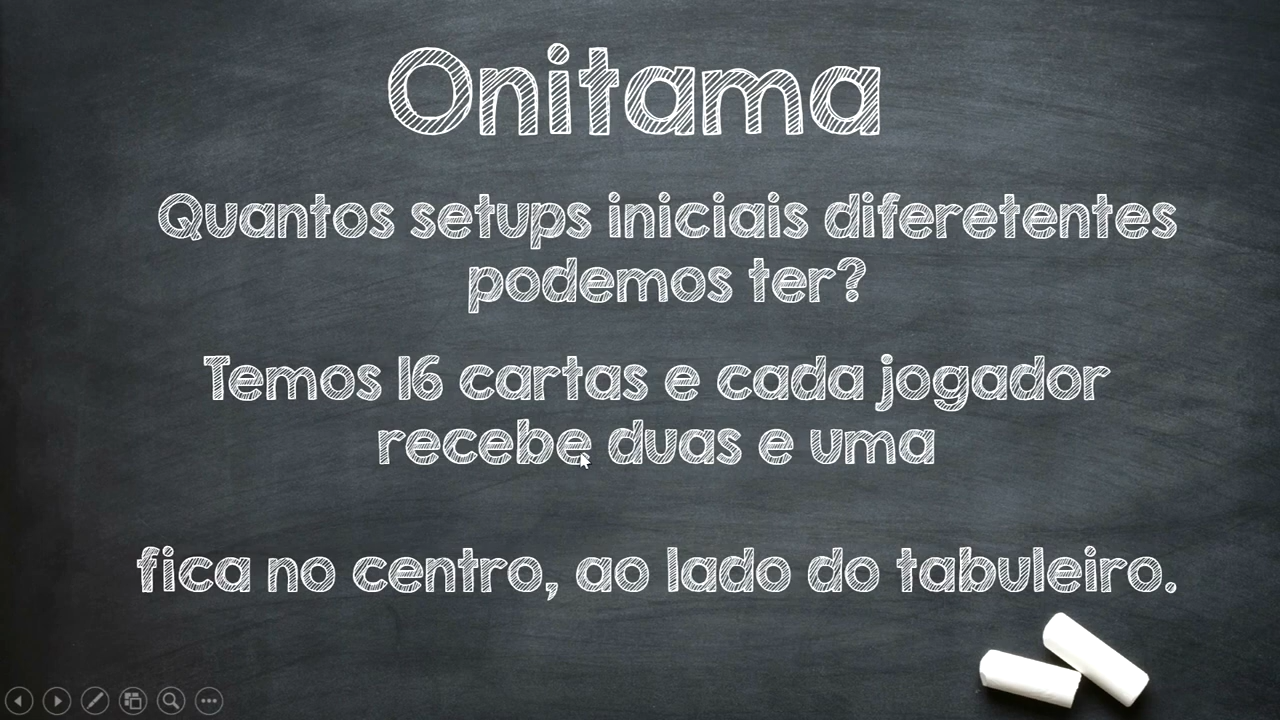 Onitama
Quantos setups iniciais diferetentes
podemos ter?
Temos 16 cartas e cada jogador
recebe duas e uma
fica no centro, ao lado do tabuleiro.